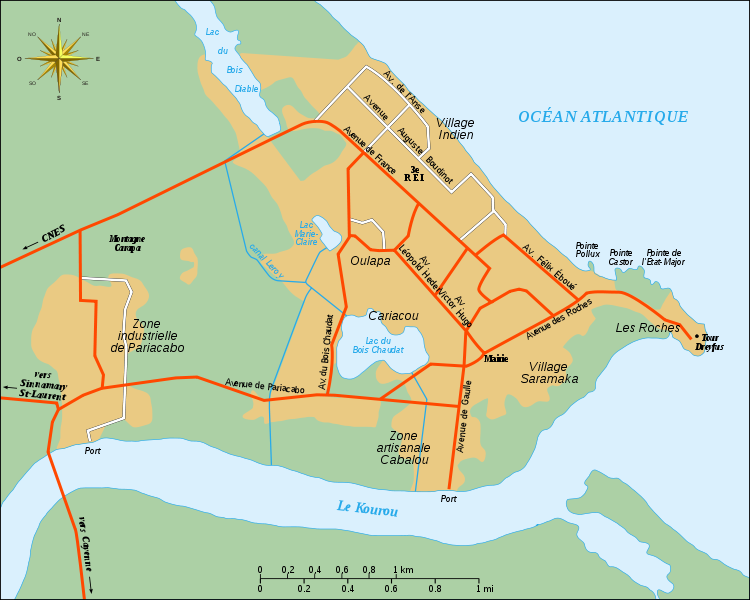 N
NO
NE
O
E
SO
SE
S
Lac
du
Bois
Diable
OCÉAN ATLANTIQUE
Av. de l'Anse
Avenue
Auguste
Boudinot
Village
Indien
Avenue de France
3e
REI
CNES
Montagne
Carapa
Lac
Marie-
Claire
canal Leroy
Oulapa
Av.
Léopold Heder
Av.
Victor Hugo
Av. Félix Éboué
Pointe
Pollux
Pointe
Castor
Pointe de
l'État-Major
Zone
industrielle
de Pariacabo
Cariacou
Avenue des Roches
Les Roches
Tour
Dreyfus
Lac du
Bois Chaudat
Av. du Bois Chaudat
Mairie
Village
Saramaka
vers
Sinnamary
St-Laurent
Avenue de Pariacabo
Avenue de Gaulle
Zone
artisanale
Cabalou
Port
Port
Le Kourou
vers Cayenne
0 0,2 0,4 0,6 0,8 1 km
0 0.2 0.4 0.6 0.8 1 mi